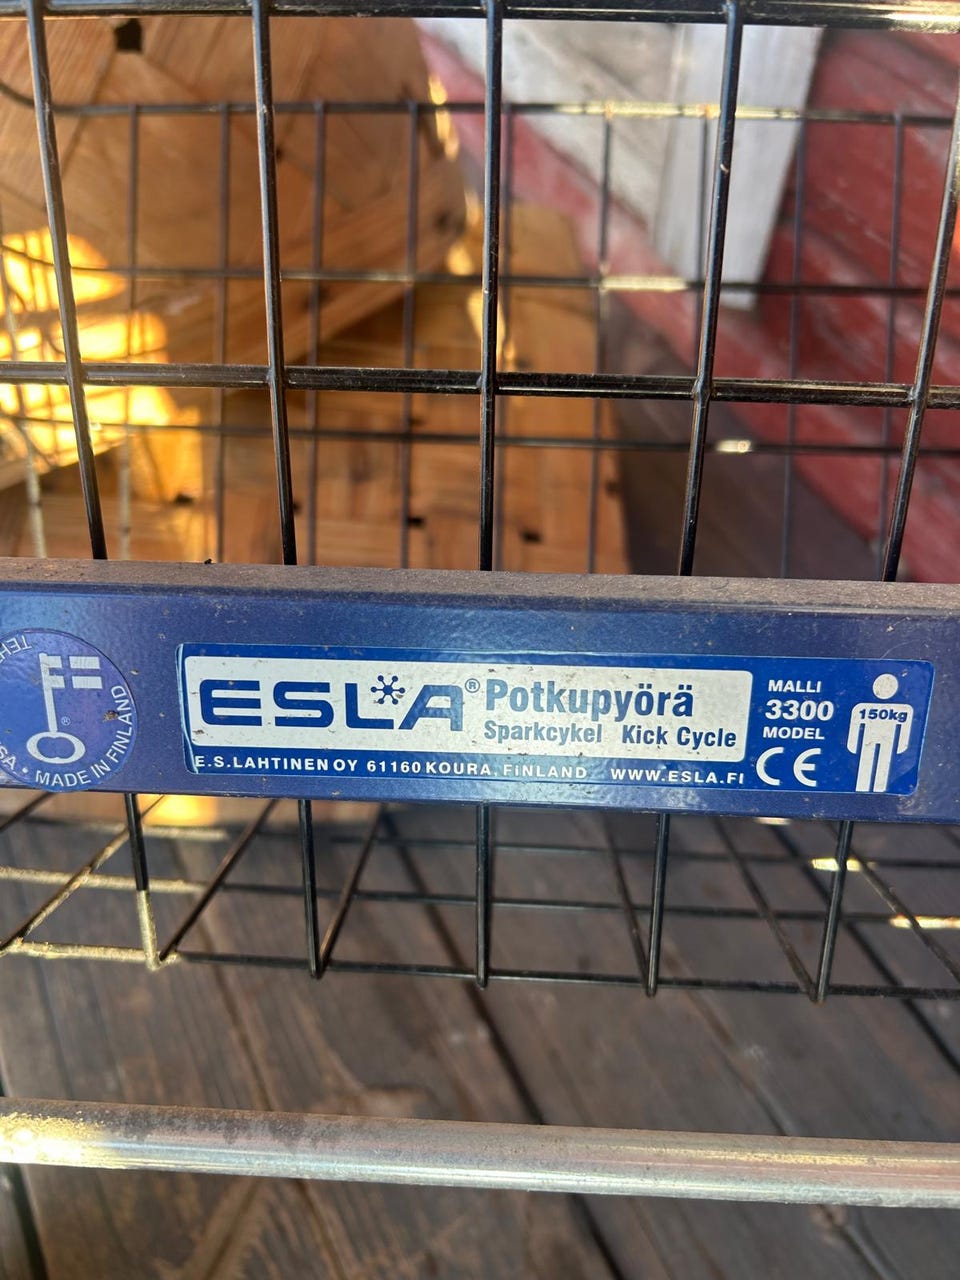 FI
®
MADE IN FINLAND
ESLA®
Potkupyörä
Sparkcykel Kick Cycle
E.S.LAHTINEN OY 61160 KOURA, FINLAND WWW.ESLA.FI
MALLI
3300
MODEL
CE
150kg